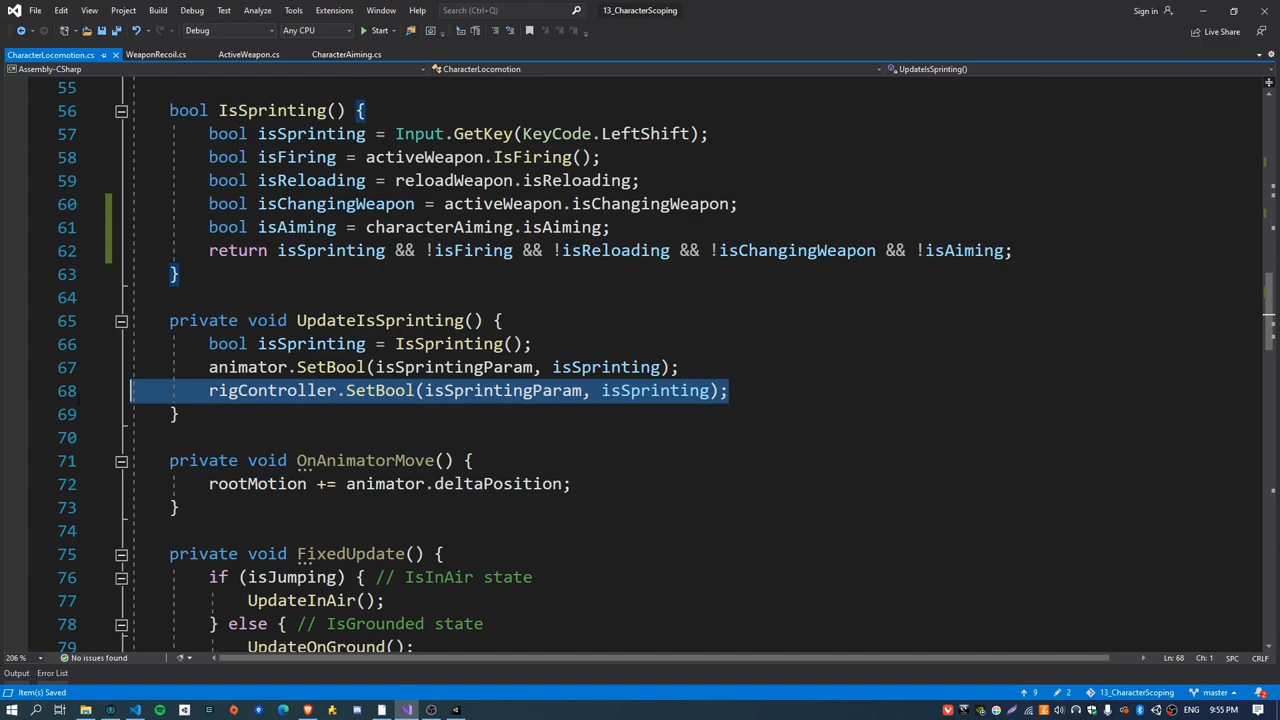 File Edit View Git Project Build Debug Test Analyze Tools Extensions Window Help Search (Ctrl+Q) 13_CharacterScoping Sign in
Debug Any CPU Start Live Share
CharacterLocomotion.cs WeaponRecoil.cs ActiveWeapon.cs CharacterAiming.cs
Assembly-CSharp CharacterLocomotion UpdateIsSprinting()
55
56 bool IsSprinting() {
57 bool isSprinting = Input.GetKey(KeyCode.LeftShift);
58 bool isFiring = activeWeapon.IsFiring();
59 bool isReloading = reloadWeapon.isReloading;
60 bool isChangingWeapon = activeWeapon.isChangingWeapon;
61 bool isAiming = characterAiming.isAiming;
62 return isSprinting && !isFiring && !isReloading && !isChangingWeapon && !isAiming;
63 }
64
65 private void UpdateIsSprinting() {
66 bool isSprinting = IsSprinting();
67 animator.SetBool(isSprintingParam, isSprinting);
68 rigController.SetBool(isSprintingParam, isSprinting);
69 }
70
71 private void OnAnimatorMove() {
72 rootMotion += animator.deltaPosition;
73 }
74
75 private void FixedUpdate() {
76 if (isJumping) { // IsInAir state
77 UpdateInAir();
78 } else { // IsGrounded state
79 UpdateOnGround();
206 % No issues found Ln: 68 Ch: 1 SPC CRLF
Output Error List
Item(s) Saved 9 2 13_CharacterScoping master 2
ENG 9:55 PM